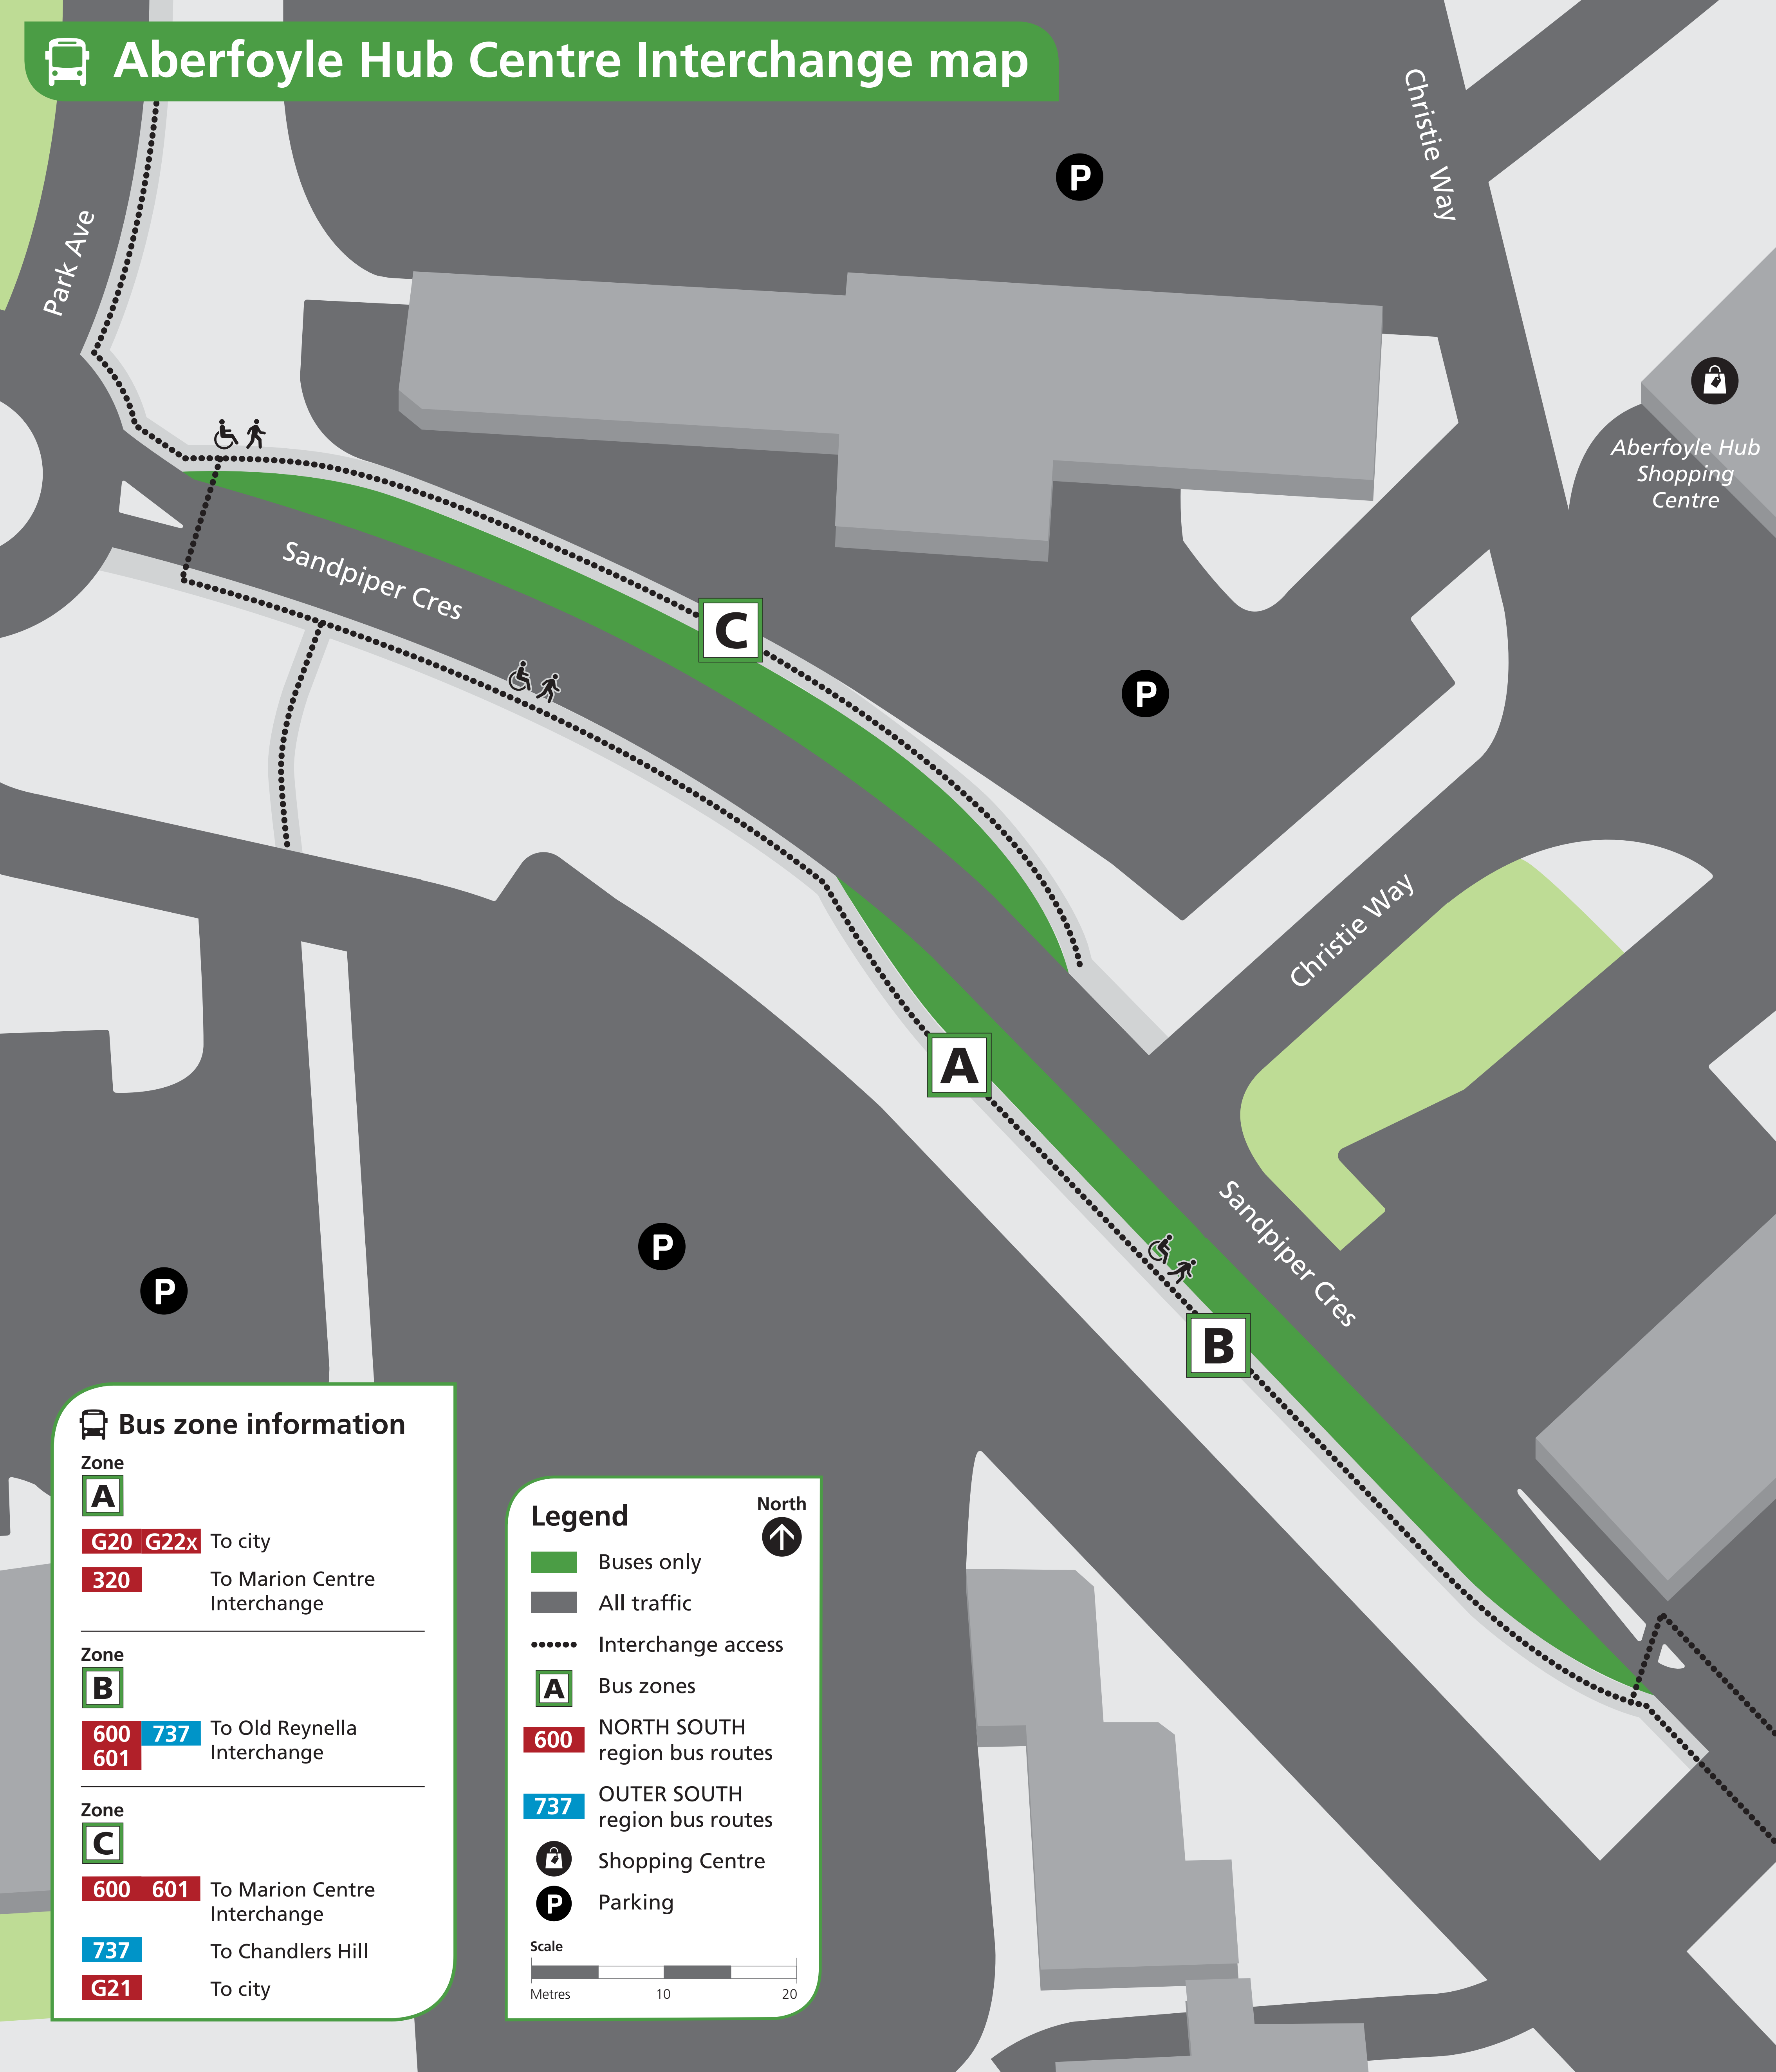 Aberfoyle Hub Centre Interchange map
Christie Way
P
Park Ave
Aberfoyle Hub
Shopping
Centre
Sandpiper Cres
C
P
Christie Way
A
Sandpiper Cres
P
P
B
Bus zone information
Zone
A
G20 G22x To city
320 To Marion Centre
Interchange
Zone
B
600 737 To Old Reynella
601 Interchange
Zone
C
600 601 To Marion Centre
Interchange
737 To Chandlers Hill
G21 To city
Legend
North
Buses only
All traffic
Interchange access
A Bus zones
600 NORTH SOUTH
region bus routes
737 OUTER SOUTH
region bus routes
Shopping Centre
P Parking
Scale
Metres 10 20